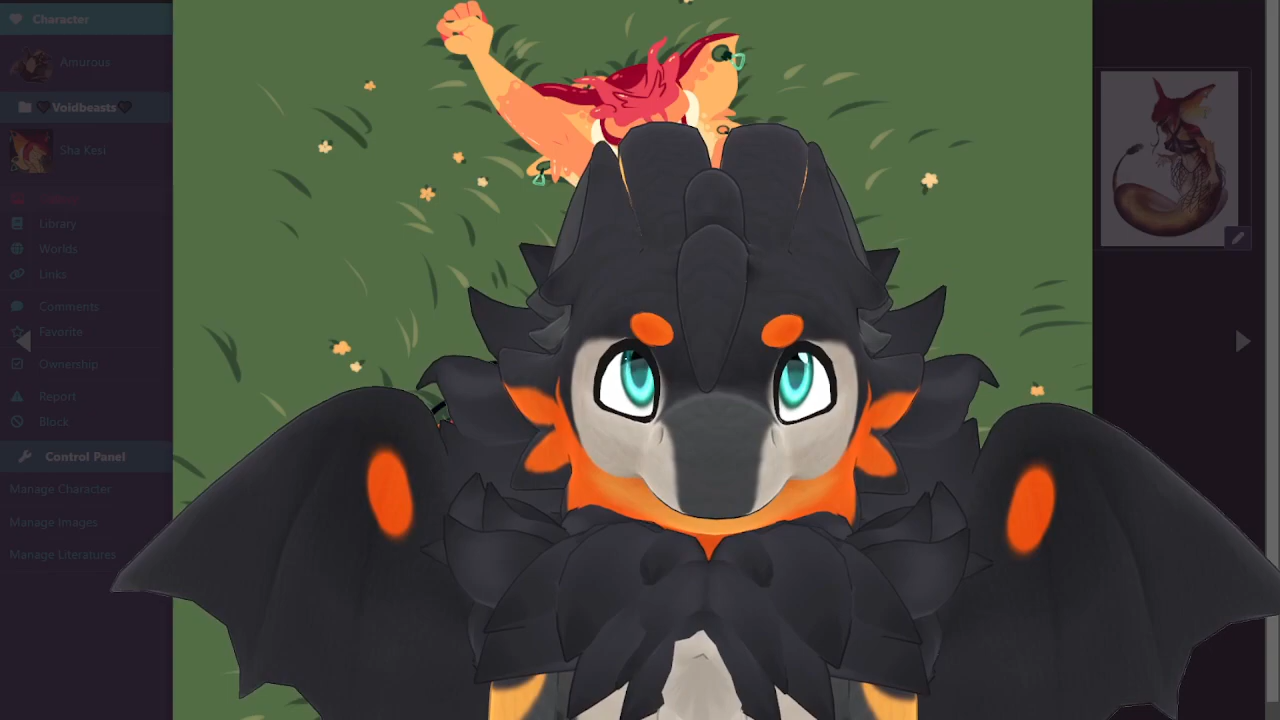 Character
Amurous
Voidbeasts
Sha Kesi
Library
Worlds
Links
Comments
Favorite
Ownership
Report
Block
Control Panel
Manage Character
Manage Images
Manage Literatures